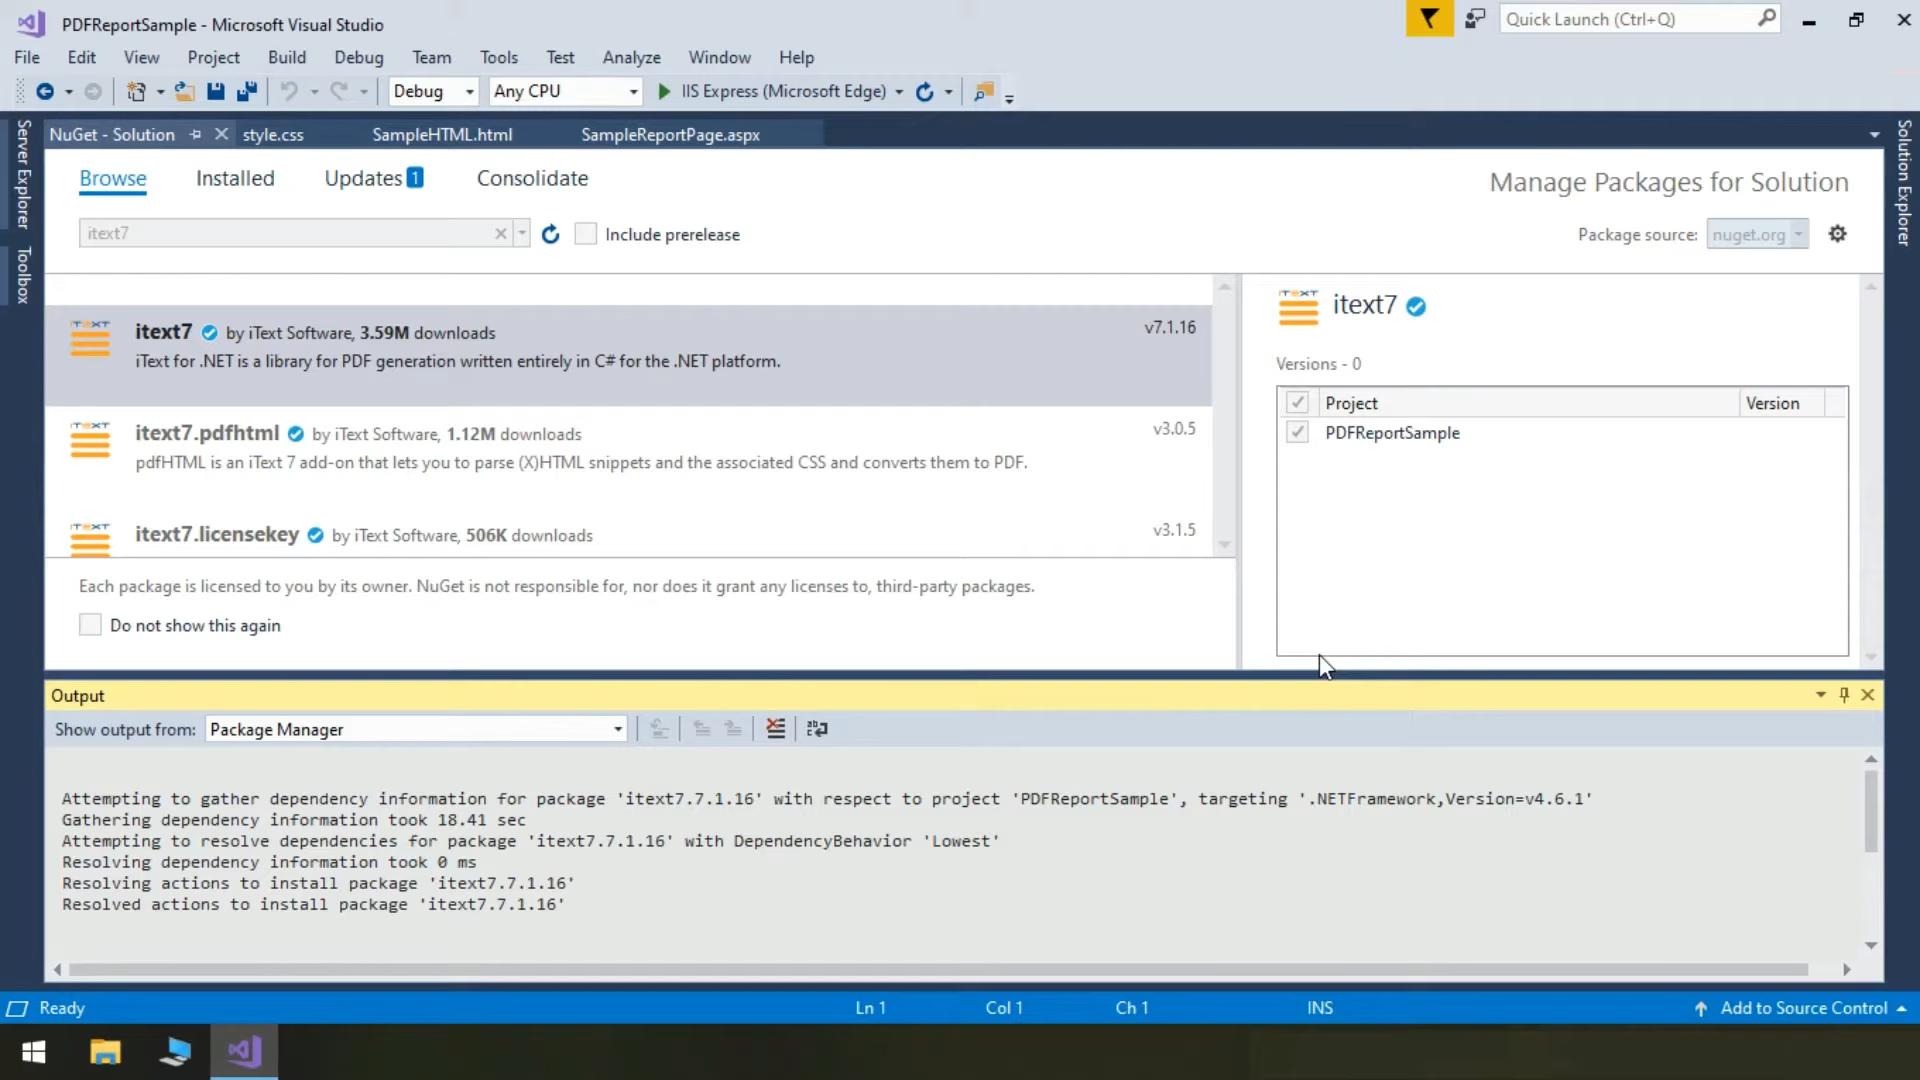 PDFReportSample - Microsoft Visual Studio
Quick Launch (Ctrl+Q)
File Edit View Project Build Debug Team Tools Test Analyze Window Help
Debug Any CPU IIS Express (Microsoft Edge)
Server Explorer
Toolbox
NuGet - Solution style.css SampleHTML.html SampleReportPage.aspx
Solution Explorer
Browse Installed Updates 1 Consolidate
Manage Packages for Solution
itext7
Include prerelease
Package source: nuget.org
iTEXT
itext7 by iText Software, 3.59M downloads v7.1.16
iText for .NET is a library for PDF generation written entirely in C# for the .NET platform.
iTEXT
itext7.pdfhtml by iText Software, 1.12M downloads v3.0.5
pdfHTML is an iText 7 add-on that lets you to parse (X)HTML snippets and the associated CSS and converts them to PDF.
iTEXT
itext7.licensekey by iText Software, 506K downloads v3.1.5
Each package is licensed to you by its owner. NuGet is not responsible for, nor does it grant any licenses to, third-party packages.
Do not show this again
iTEXT
itext7
Versions - 0
Project Version
PDFReportSample
Output
Show output from: Package Manager
Attempting to gather dependency information for package 'itext7.7.1.16' with respect to project 'PDFReportSample', targeting '.NETFramework,Version=v4.6.1'
Gathering dependency information took 18.41 sec
Attempting to resolve dependencies for package 'itext7.7.1.16' with DependencyBehavior 'Lowest'
Resolving dependency information took 0 ms
Resolving actions to install package 'itext7.7.1.16'
Resolved actions to install package 'itext7.7.1.16'
Ready Ln 1 Col 1 Ch 1 INS Add to Source Control